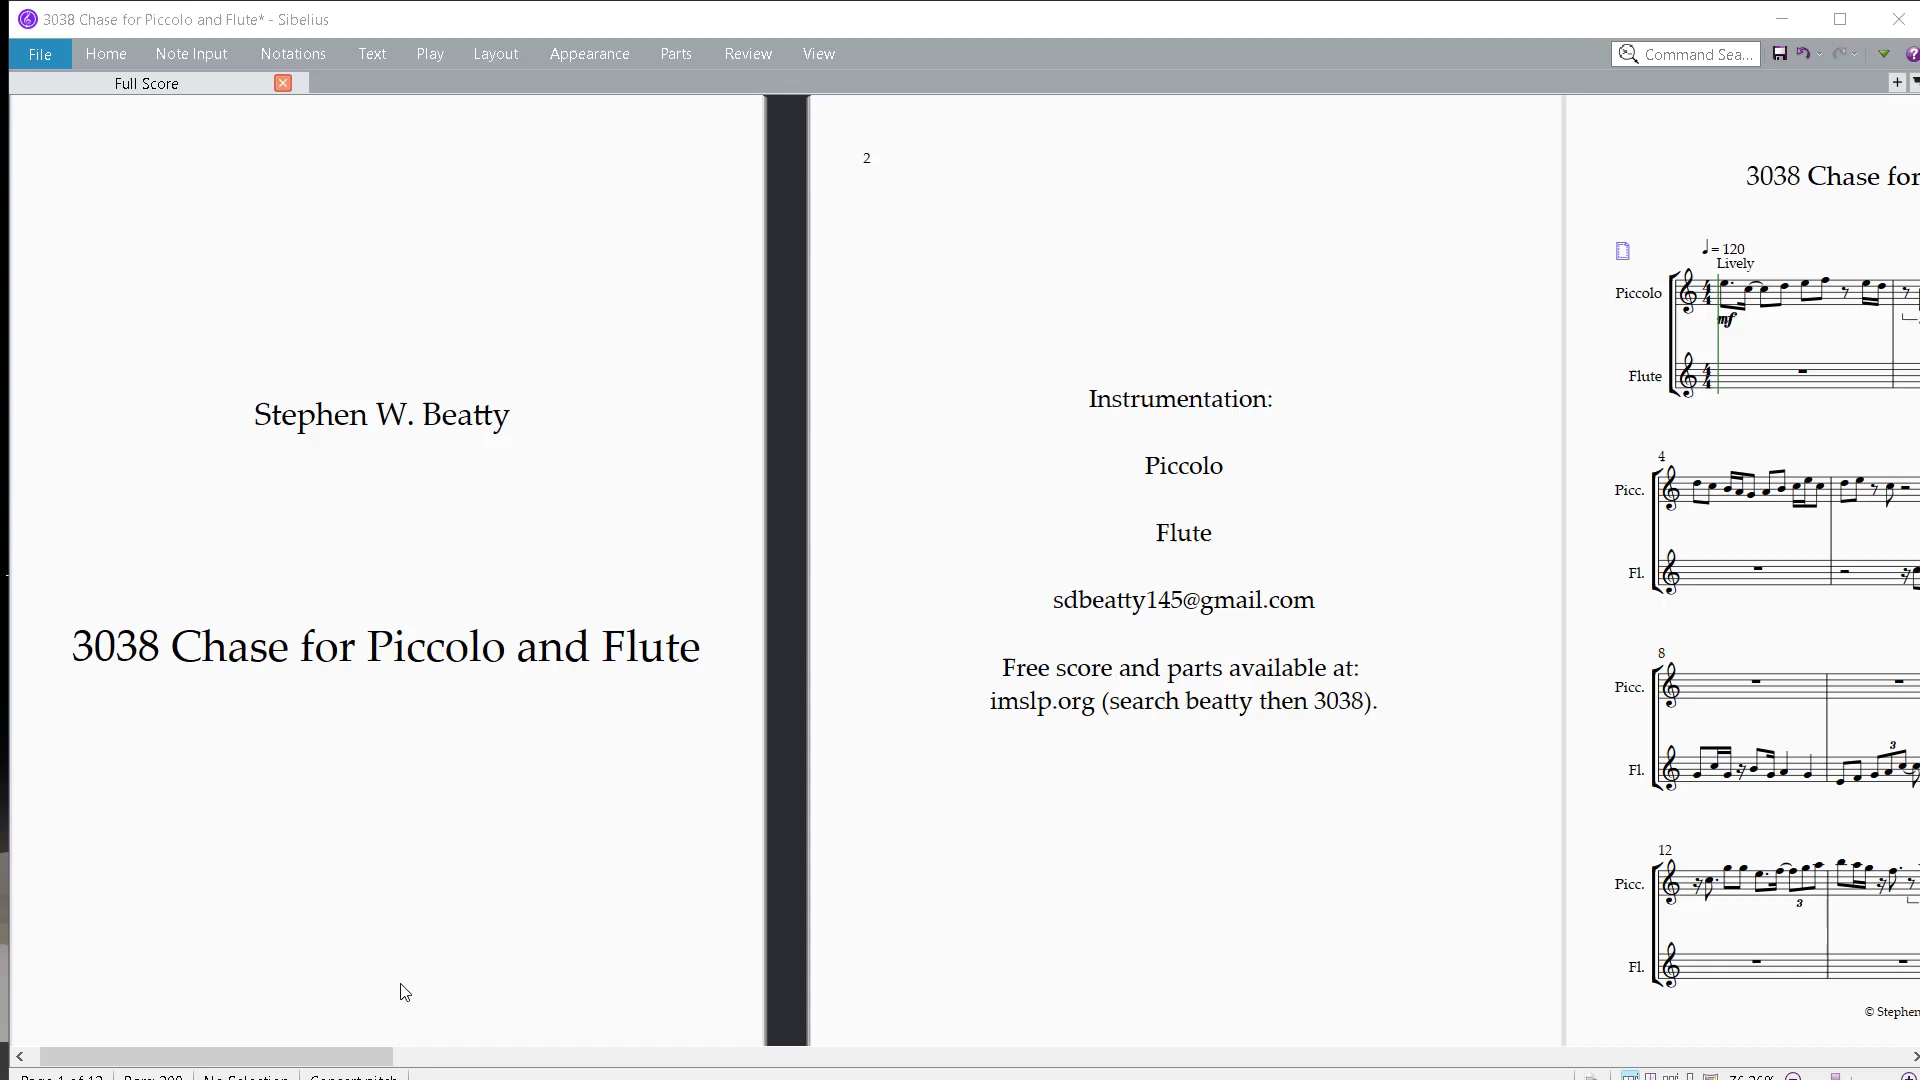 3038 Chase for Piccolo and Flute* - Sibelius
File Home Note Input Notations Text Play Layout Appearance Parts Review View
Command Sea...
Full Score
Stephen W. Beatty
3038 Chase for Piccolo and Flute
2
Instrumentation:
Piccolo
Flute
sdbeatty145@gmail.com
Free score and parts available at:
imslp.org (search beatty then 3038).
3038 Chase for
= 120
Lively
Piccolo
mf
Flute
4
Picc.
Fl.
8
Picc.
3
Fl.
12
Picc.
3
Fl.
© Stephen